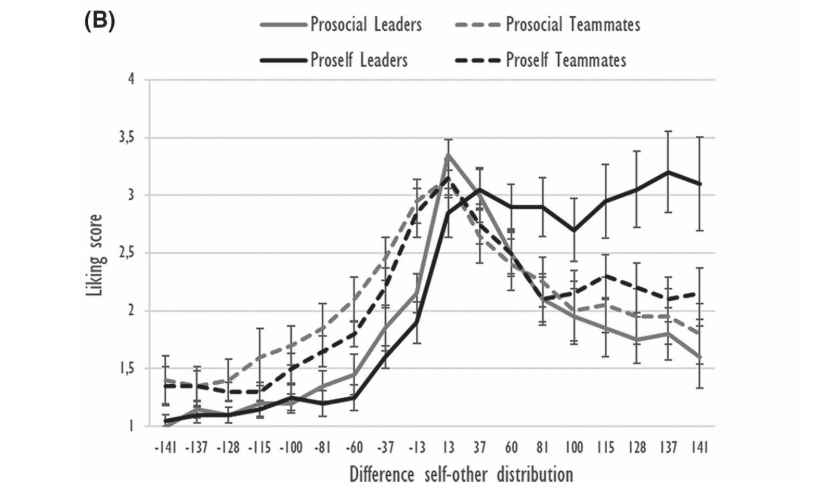 (B)
Prosocial Leaders Prosocial Teammates
Proself Leaders Proself Teammates
4
3,5
3
2,5
2
1,5
1
Liking score
-141 -137 -128 -115 -100 -81 -60 -37 -13 13 37 60 81 100 115 128 137 141
Difference self-other distribution